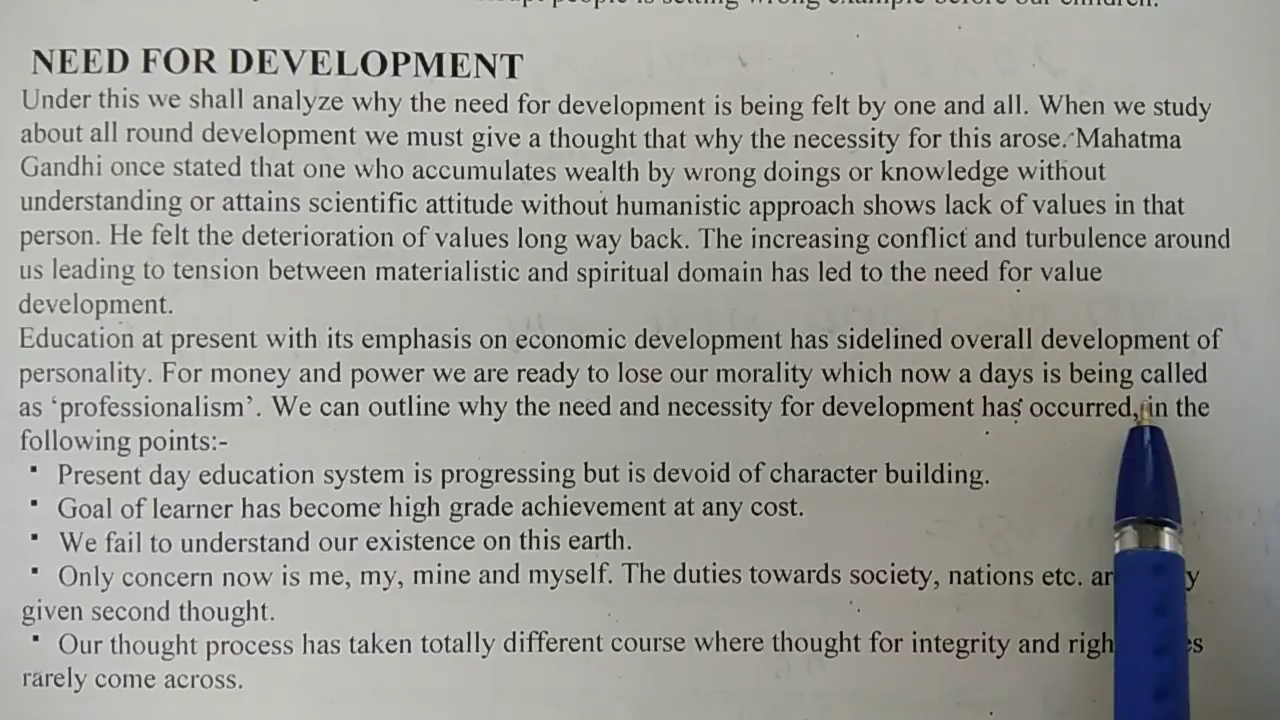 people is setting wrong example before our children.
NEED FOR DEVELOPMENT
Under this we shall analyze why the need for development is being felt by one and all. When we study
about all round development we must give a thought that why the necessity for this arose. Mahatma
Gandhi once stated that one who accumulates wealth by wrong doings or knowledge without
understanding or attains scientific attitude without humanistic approach shows lack of values in that
person. He felt the deterioration of values long way back. The increasing conflict and turbulence around
us leading to tension between materialistic and spiritual domain has led to the need for value
development.
Education at present with its emphasis on economic development has sidelined overall development of
personality. For money and power we are ready to lose our morality which now a days is being called
as ‘professionalism’. We can outline why the need and necessity for development has occurred, in the
following points:-
▪ Present day education system is progressing but is devoid of character building.
▪ Goal of learner has become high grade achievement at any cost.
▪ We fail to understand our existence on this earth.
▪ Only concern now is me, my, mine and myself. The duties towards society, nations etc.
given second thought.
▪ Our thought process has taken totally different course where thought for integrity and
rarely come across.